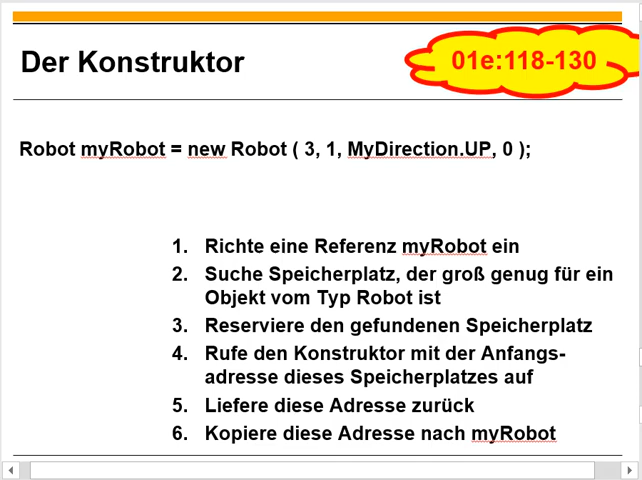 Der Konstruktor
01e:118-130
Robot myRobot = new Robot ( 3, 1, MyDirection.UP, 0 );
1. Richte eine Referenz myRobot ein
2. Suche Speicherplatz, der groß genug für ein
Objekt vom Typ Robot ist
3. Reserviere den gefundenen Speicherplatz
4. Rufe den Konstruktor mit der Anfangs-
adresse dieses Speicherplatzes auf
5. Liefere diese Adresse zurück
6. Kopiere diese Adresse nach myRobot